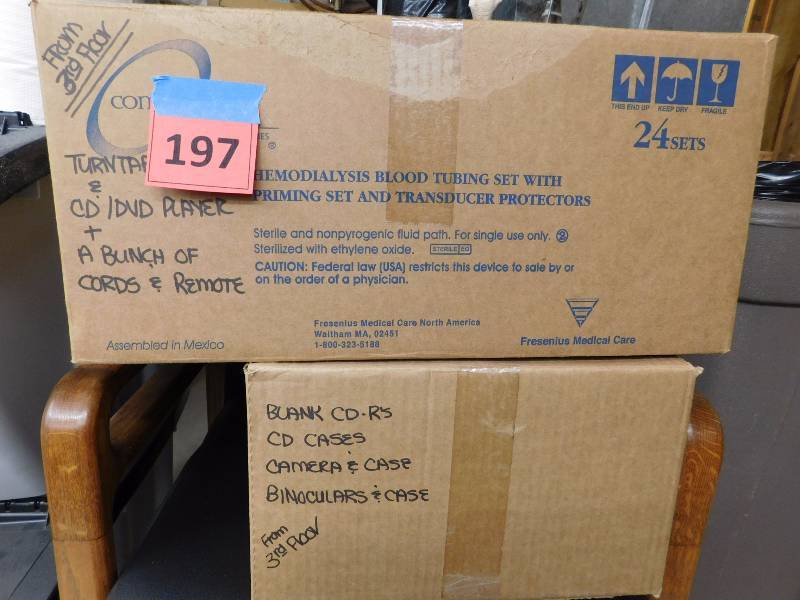 From
3rd Floor
THIS END UP KEEP DRY FRAGILE
24 SETS
197
®
HEMODIALYSIS BLOOD TUBING SET WITH
PRIMING SET AND TRANSDUCER PROTECTORS
&
CD/DVD PLAYER
+
A BUNCH OF
CORDS & REMOTE
Sterile and nonpyrogenic fluid path. For single use only. 2
Sterilized with ethylene oxide. STERILE EO
CAUTION: Federal law (USA) restricts this device to sale by or
on the order of a physician.
Fresenius Medical Care North America
Waltham MA, 02451
1-800-323-5188
Assembled in Mexico
Fresenius Medical Care
BLANK CD-R's
CD CASES
CAMERA & CASE
BINOCULARS & CASE
From
3rd Floor